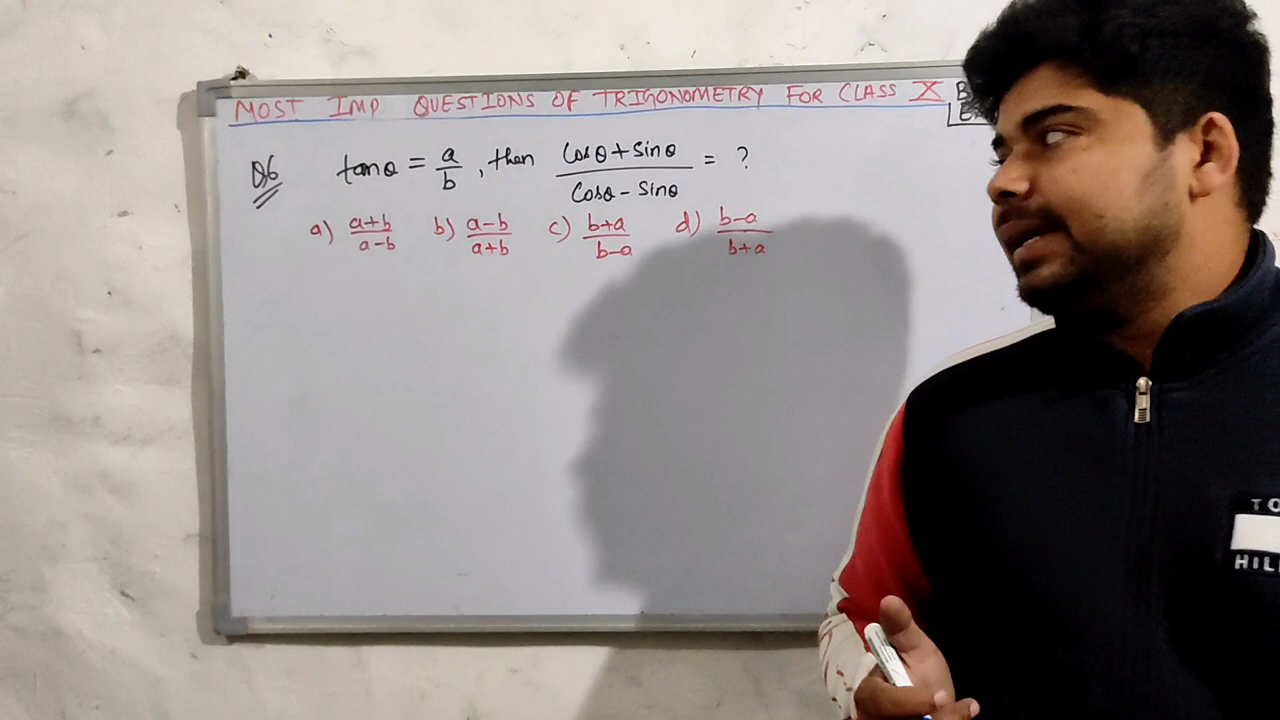 MOST IMP. QUESTIONS OF TRIGONOMETRY FOR CLASS X
Q6 tanθ = a/b , then (Cosθ+Sinθ)/(Cosθ-Sinθ) = ?
a) (a+b)/(a-b) b) (a-b)/(a+b) c) (b+a)/(b-a) d) (b-a)/(b+a)